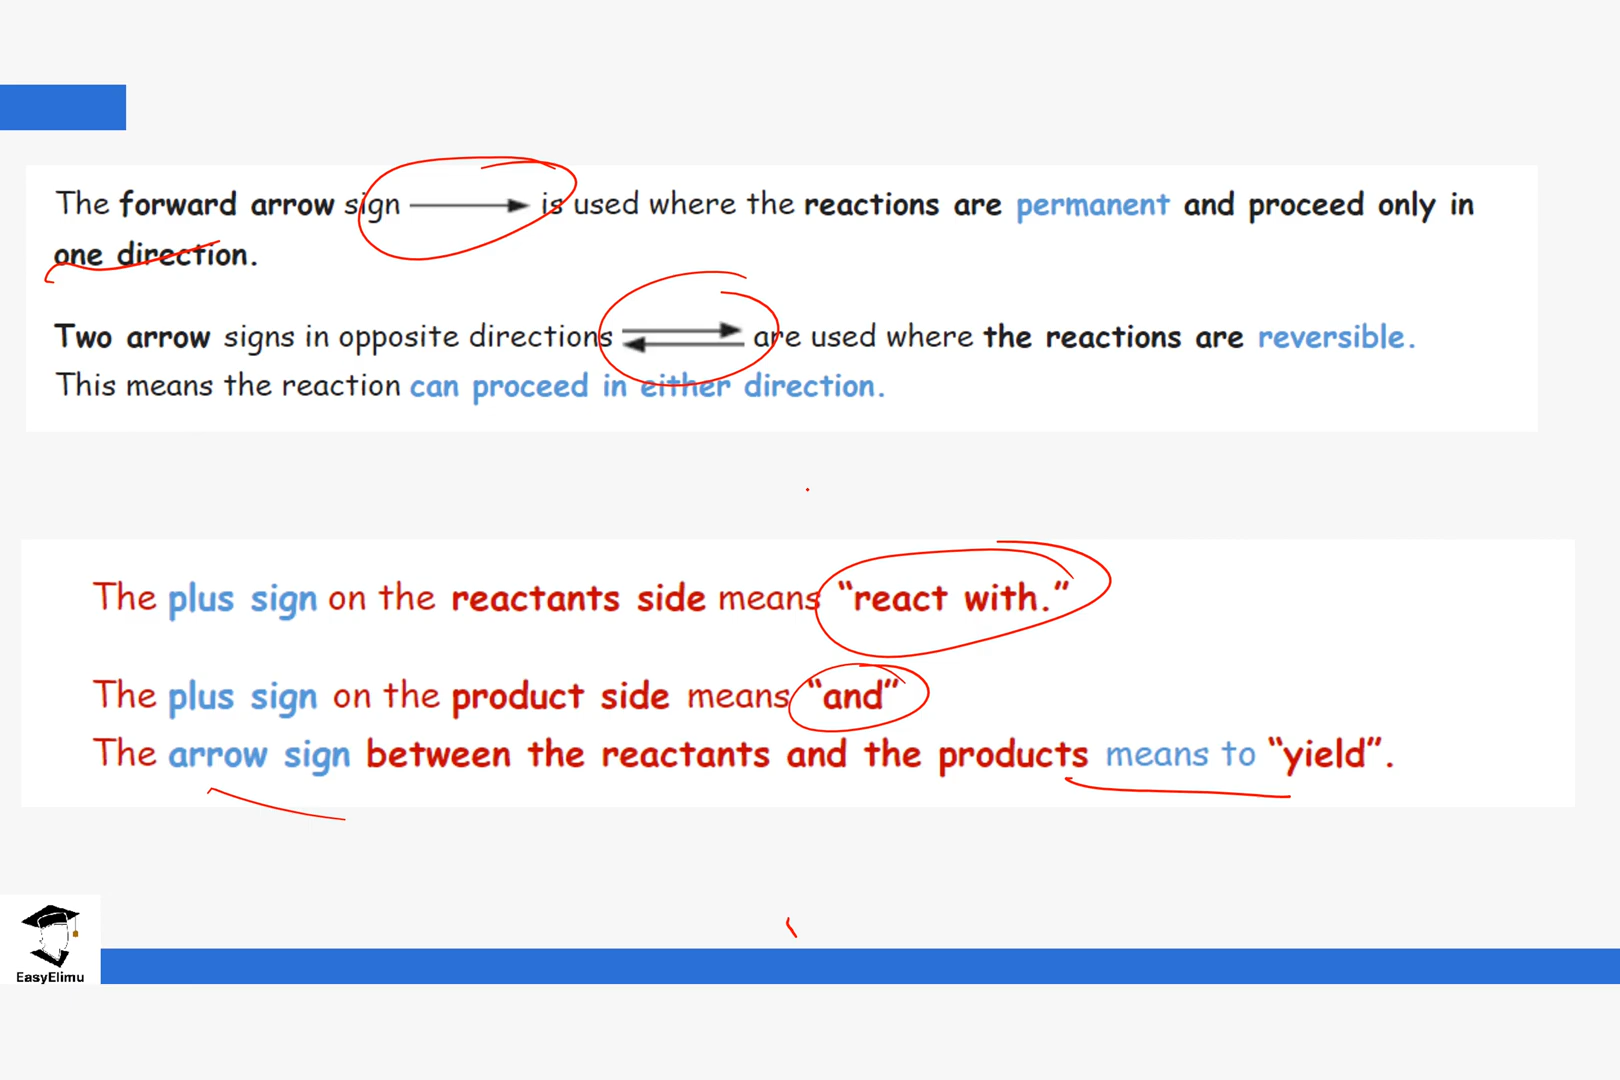 The forward arrow sign ⟶ is used where the reactions are permanent and proceed only in
one direction.
Two arrow signs in opposite directions ⇄ are used where the reactions are reversible.
This means the reaction can proceed in either direction.
The plus sign on the reactants side means “react with.”
The plus sign on the product side means “and”
The arrow sign between the reactants and the products means to “yield”.
EasyElimu